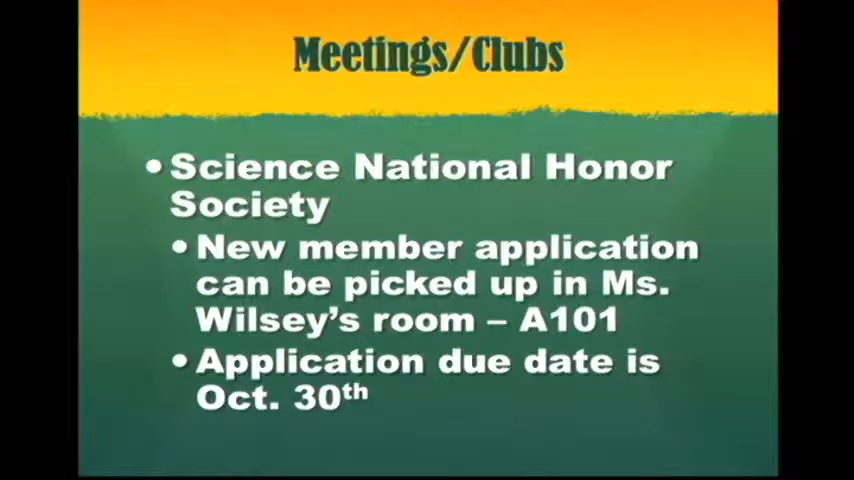 Meetings/Clubs
• Science National Honor
Society
• New member application
can be picked up in Ms.
Wilsey’s room – A101
• Application due date is
Oct. 30th